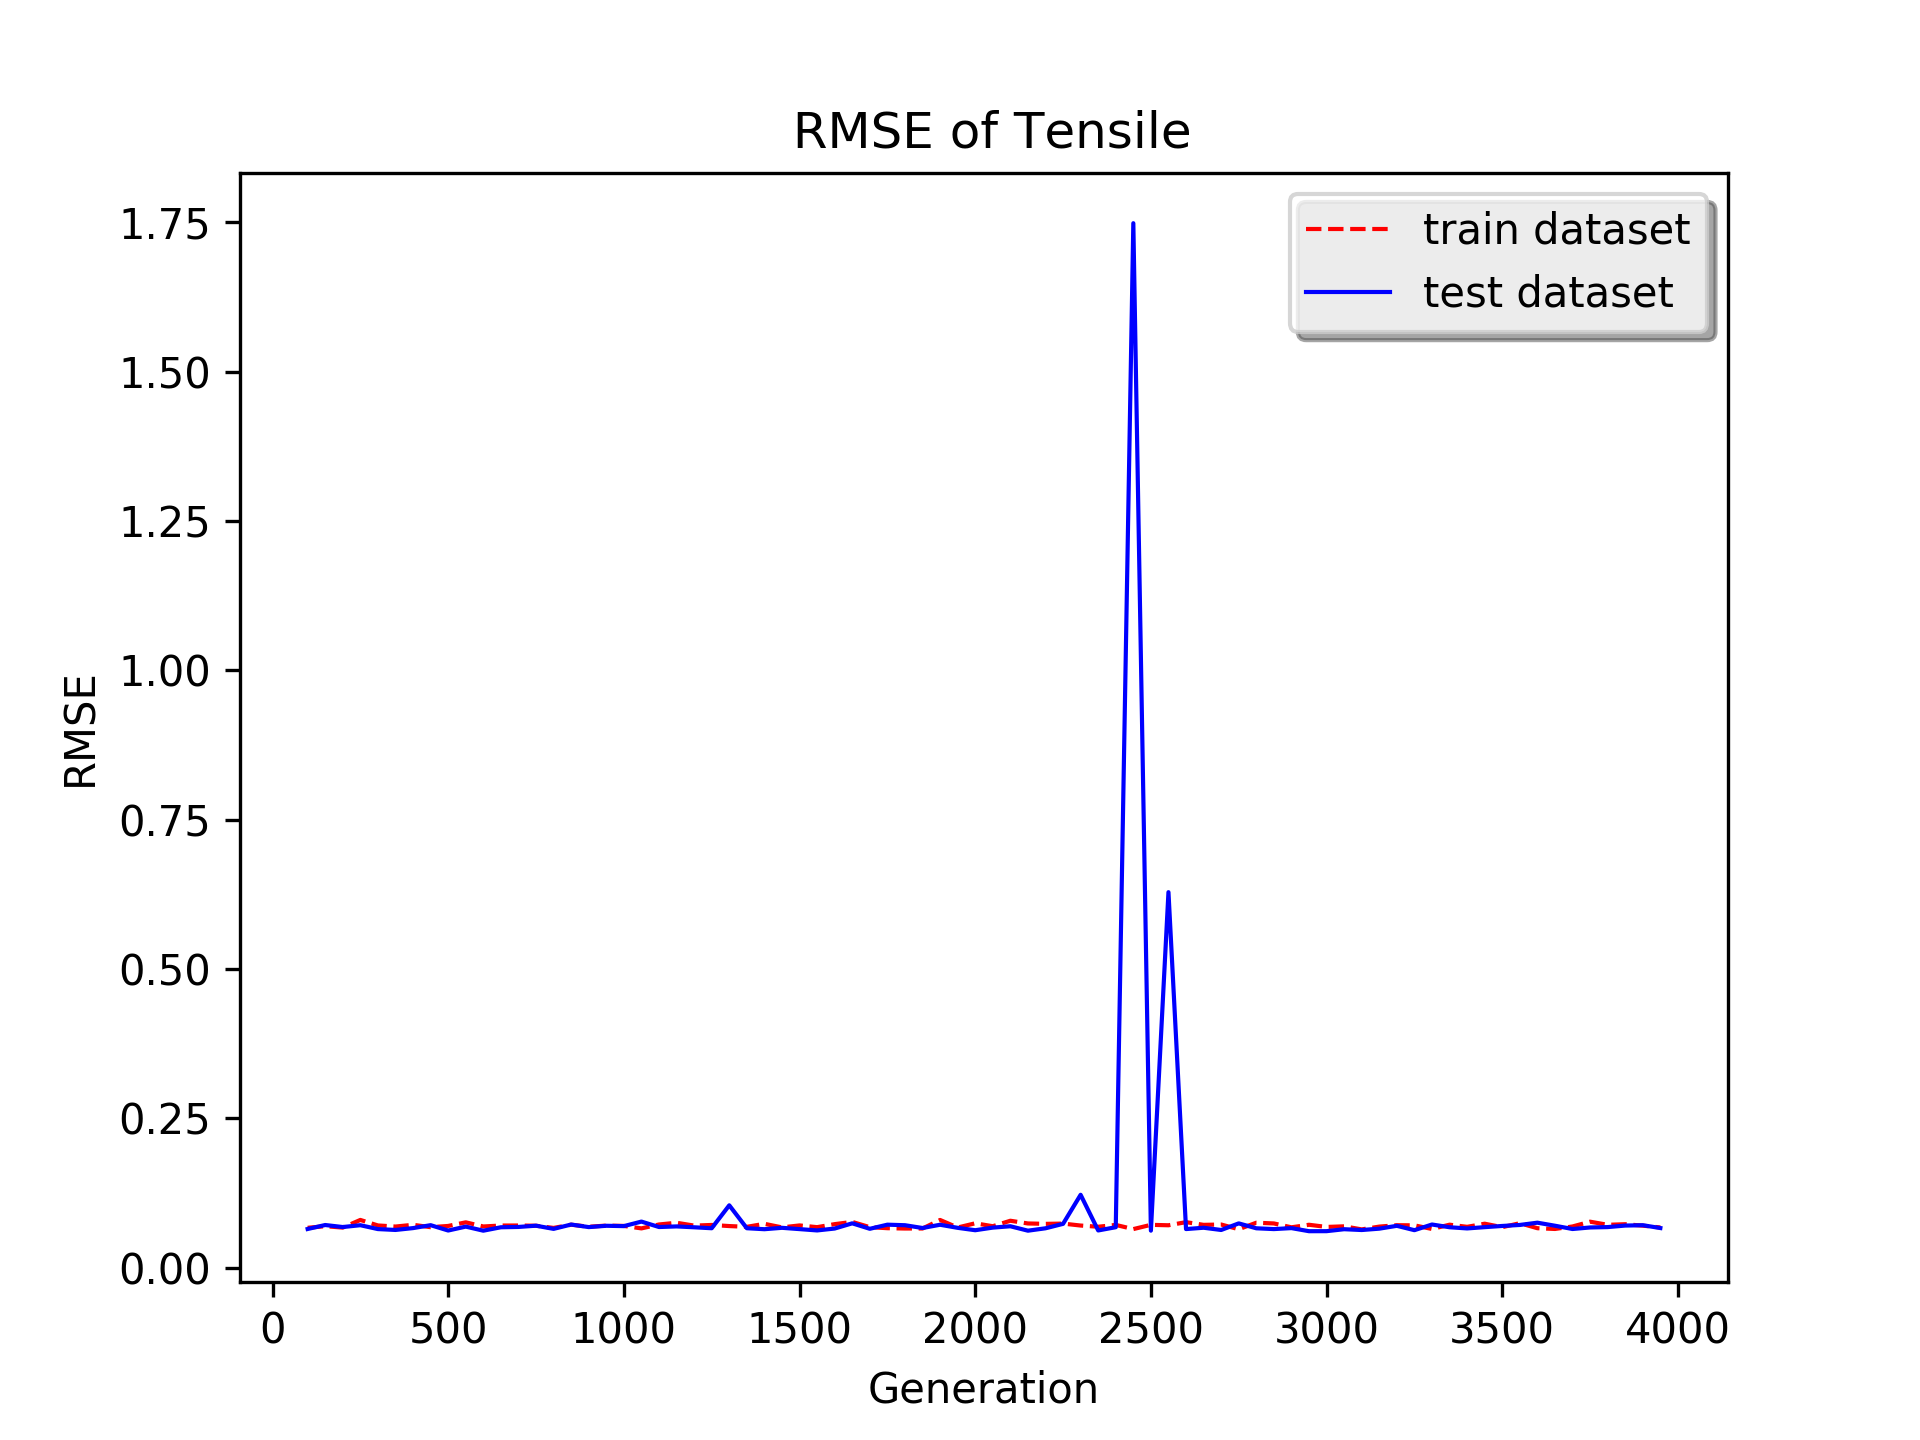 RMSE of Tensile
train dataset
test dataset
RMSE
1.75
1.50
1.25
1.00
0.75
0.50
0.25
0.00
0 500 1000 1500 2000 2500 3000 3500 4000
Generation